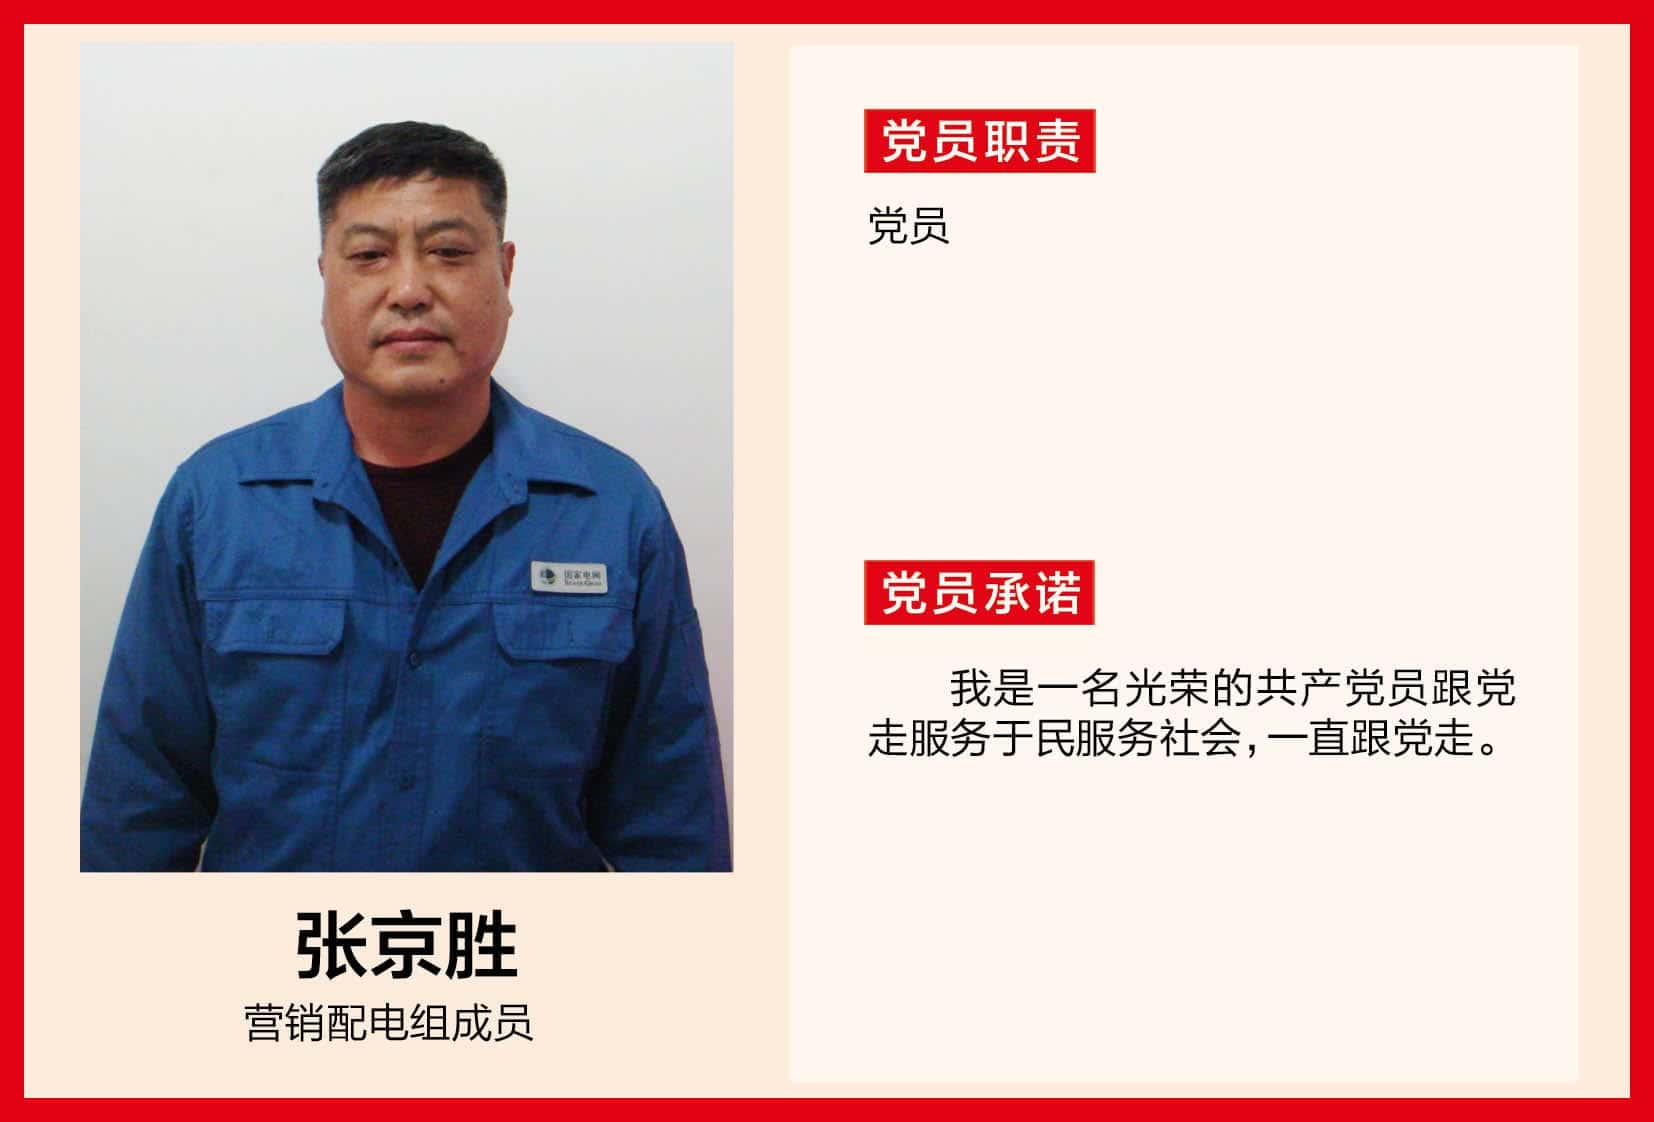 党员职责
党员
国家电网
STATE GRID
党员承诺
我是一名光荣的共产党员跟党
走服务于民服务社会，一直跟党走。
张京胜
营销配电组成员